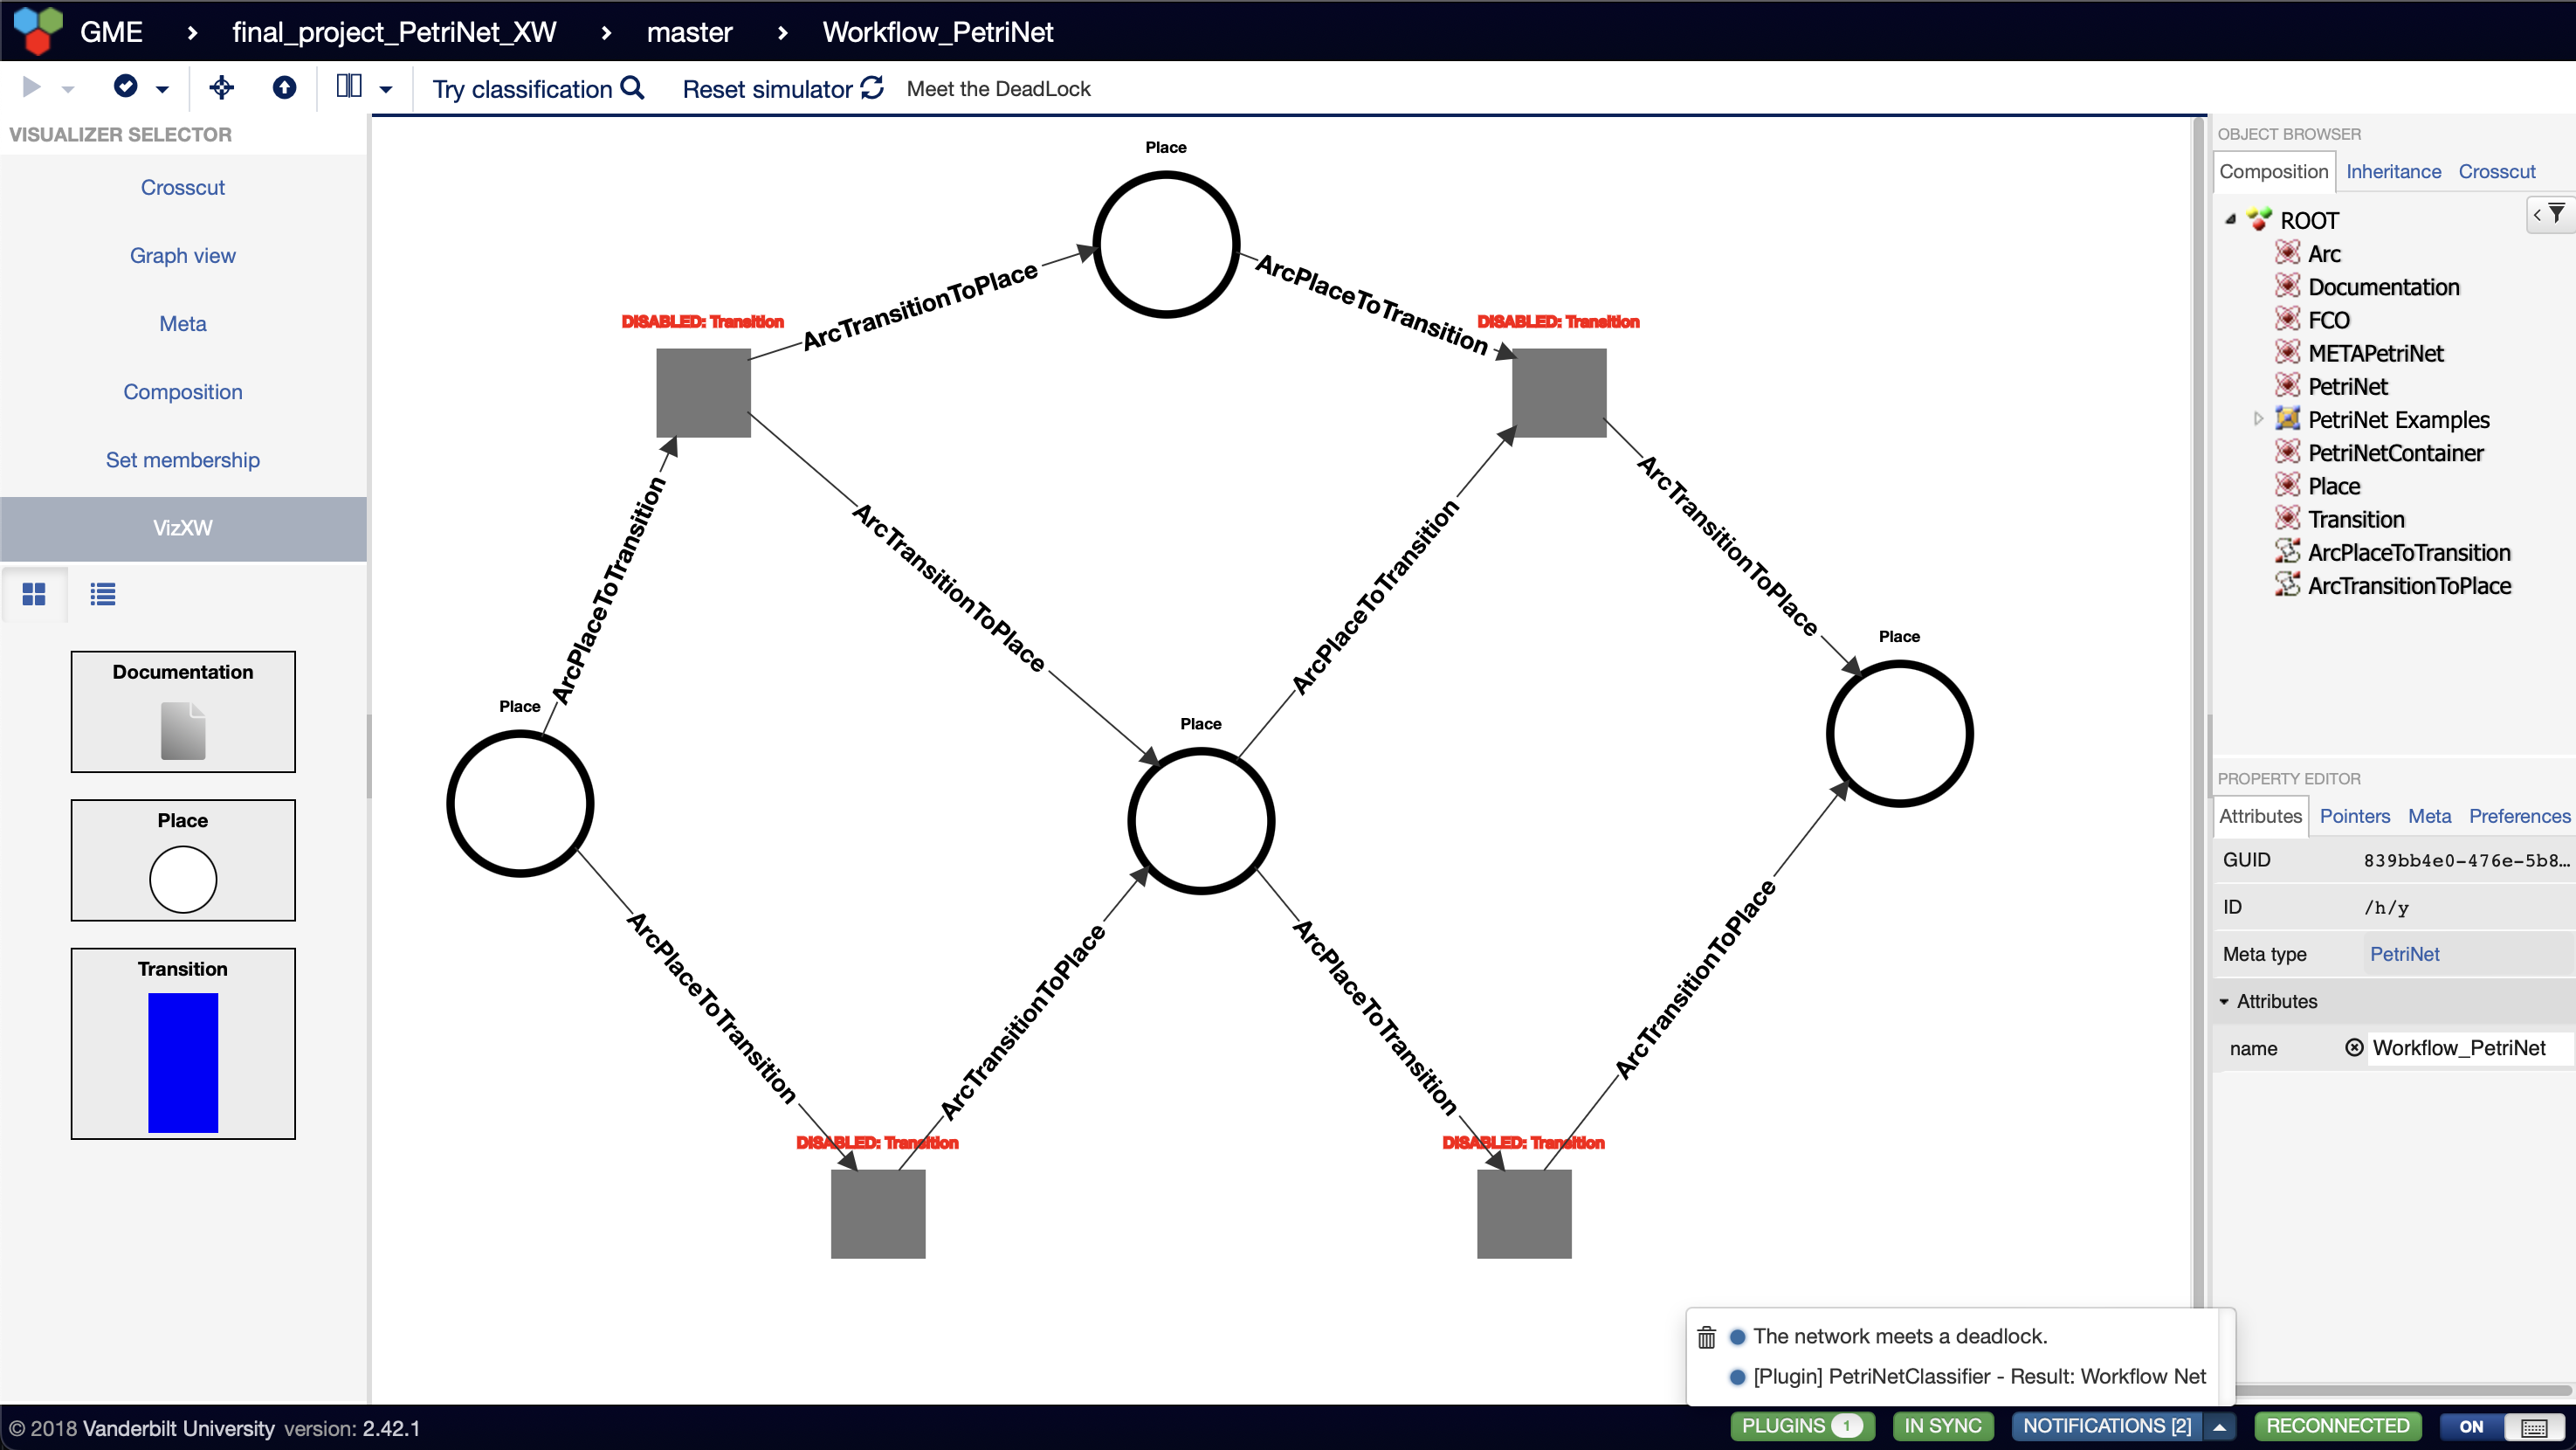 GME › final_project_PetriNet_XW › master › Workflow_PetriNet
Try classification Reset simulator Meet the DeadLock
VISUALIZER SELECTOR
Crosscut
Graph view
Meta
Composition
Set membership
VizXW
Documentation
Place
Transition
Place
ArcTransitionToPlace
ArcPlaceToTransition
DISABLED: Transition
DISABLED: Transition
ArcPlaceToTransition
ArcTransitionToPlace
ArcPlaceToTransition
ArcTransitionToPlace
Place
Place
Place
ArcPlaceToTransition
ArcTransitionToPlace
ArcPlaceToTransition
ArcTransitionToPlace
DISABLED: Transition
DISABLED: Transition
OBJECT BROWSER
Composition Inheritance Crosscut
ROOT
Arc
Documentation
FCO
METAPetriNet
PetriNet
PetriNet Examples
PetriNetContainer
Place
Transition
ArcPlaceToTransition
ArcTransitionToPlace
PROPERTY EDITOR
Attributes Pointers Meta Preferences
GUID 839bb4e0-476e-5b8...
ID /h/y
Meta type PetriNet
Attributes
name Workflow_PetriNet
The network meets a deadlock.
[Plugin] PetriNetClassifier - Result: Workflow Net
© 2018 Vanderbilt University version: 2.42.1
PLUGINS 1 IN SYNC NOTIFICATIONS [2] RECONNECTED ON